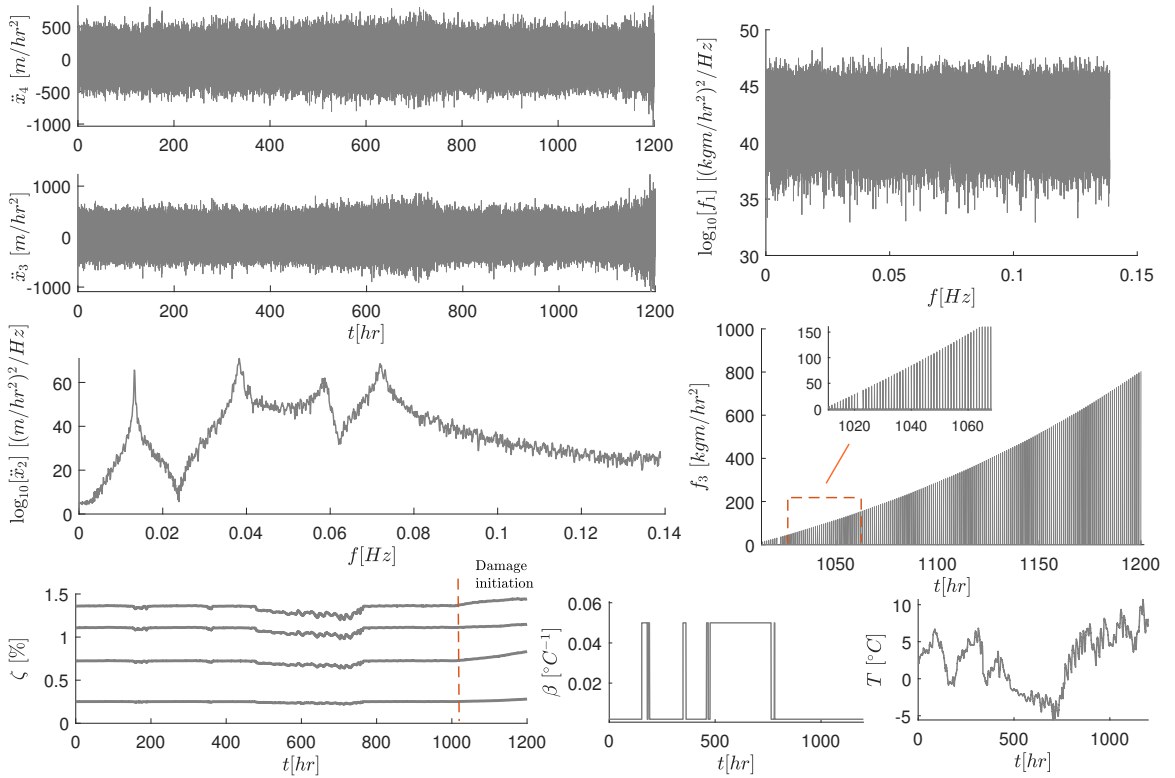 500
0
-500
-1000
ẍ₄ [m/hr²]
0 200 400 600 800 1000 1200
1000
0
-1000
ẍ₃ [m/hr²]
0 200 400 600 800 1000 1200
t[hr]
50
45
40
35
30
log₁₀[f₁] [(kgm/hr²)²/Hz]
0 0.05 0.1 0.15
f[Hz]
60
40
20
0
log₁₀[ẍ₂] [(m/hr²)²/Hz]
0 0.02 0.04 0.06 0.08 0.1 0.12 0.14
f[Hz]
1000
800
600
400
200
0
f₃ [kgm/hr²]
150
100
50
0
1020 1040 1060
1050 1100 1150 1200
t[hr]
Damage
initiation
1.5
1
0.5
0
ζ [%]
0 200 400 600 800 1000 1200
t[hr]
0.06
0.04
0.02
β [°C⁻¹]
0 500 1000
t[hr]
10
5
0
-5
T [°C]
0 500 1000
t[hr]